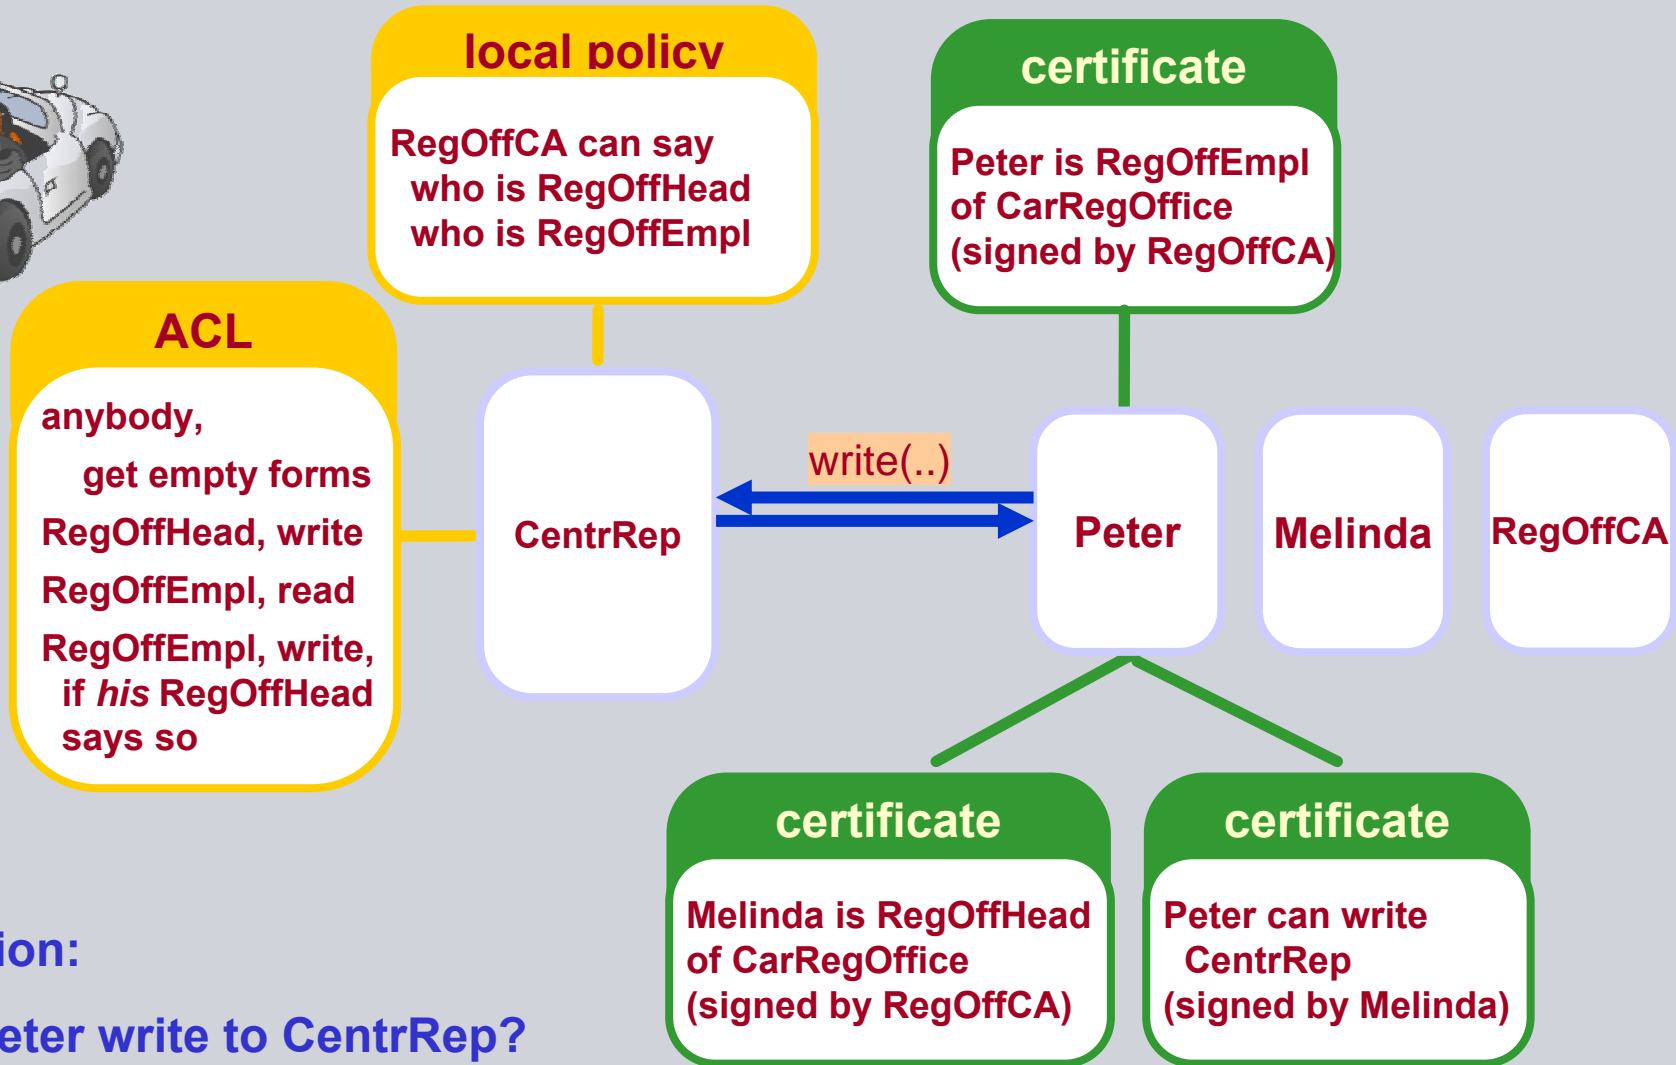 local policy
RegOffCA can say
who is RegOffHead
who is RegOffEmpl
certificate
Peter is RegOffEmpl
of CarRegOffice
(signed by RegOffCA)
ACL
anybody,
get empty forms
RegOffHead, write
RegOffEmpl, read
RegOffEmpl, write,
if his RegOffHead
says so
CentrRep
write(..)
Peter
Melinda
RegOffCA
certificate
Melinda is RegOffHead
of CarRegOffice
(signed by RegOffCA)
certificate
Peter can write
CentrRep
(signed by Melinda)
ion:
eter write to CentrRep?